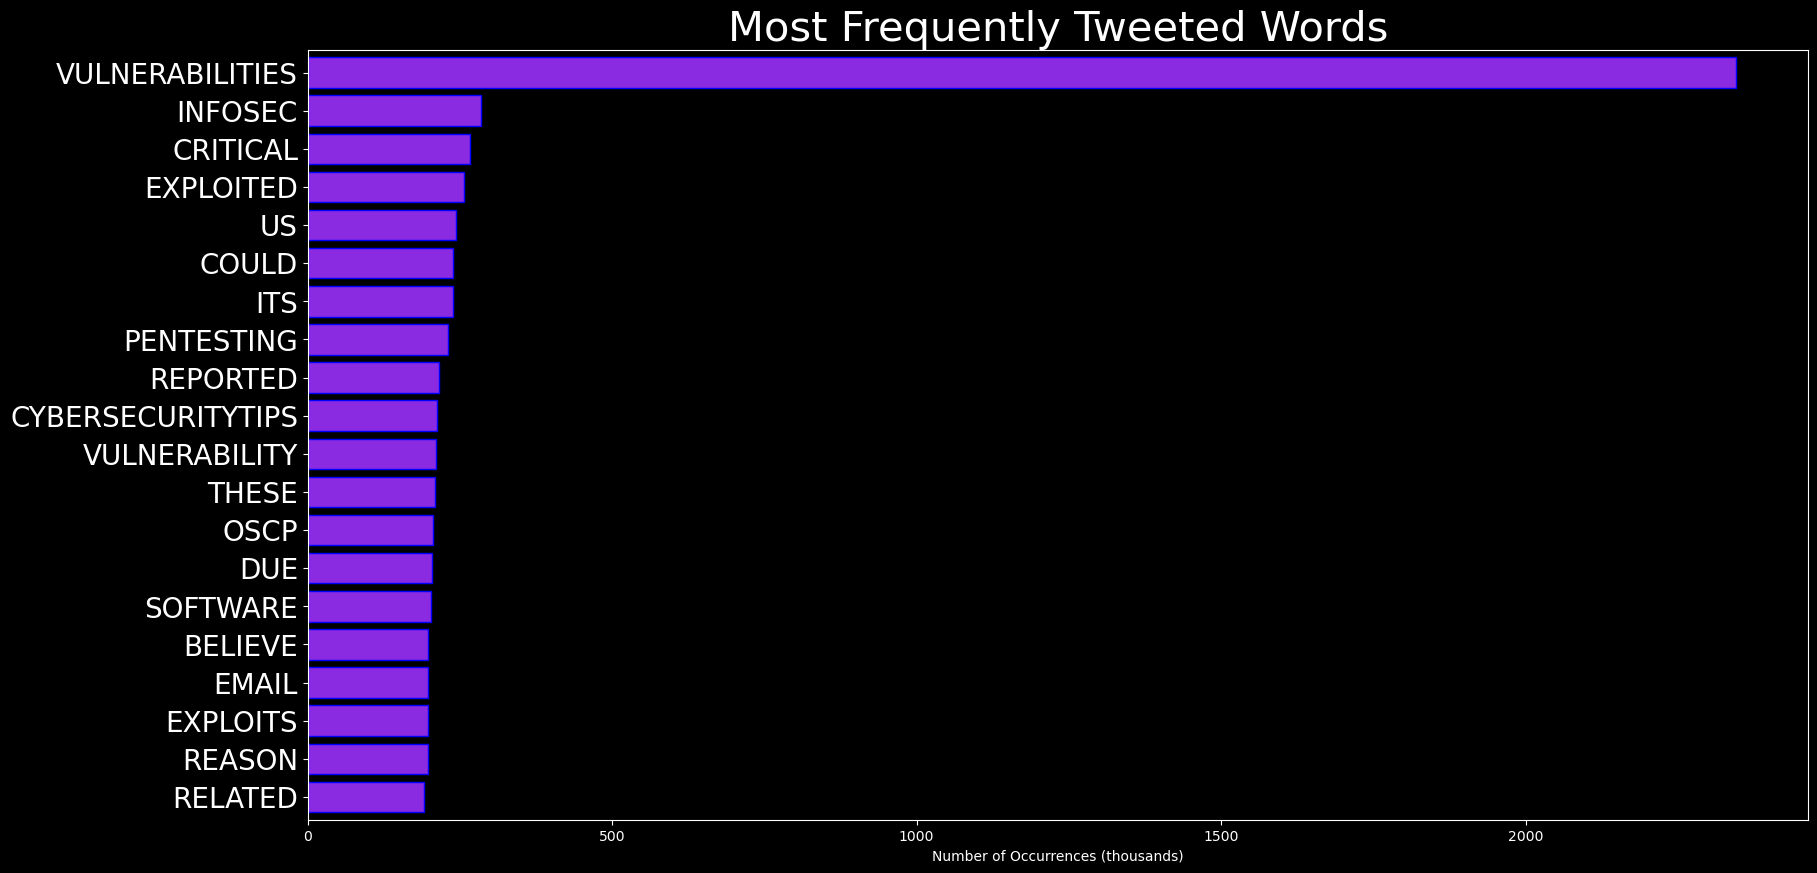 Most Frequently Tweeted Words
VULNERABILITIES
INFOSEC
CRITICAL
EXPLOITED
US
COULD
ITS
PENTESTING
REPORTED
CYBERSECURITYTIPS
VULNERABILITY
THESE
OSCP
DUE
SOFTWARE
BELIEVE
EMAIL
EXPLOITS
REASON
RELATED
0 500 1000 1500 2000
Number of Occurrences (thousands)